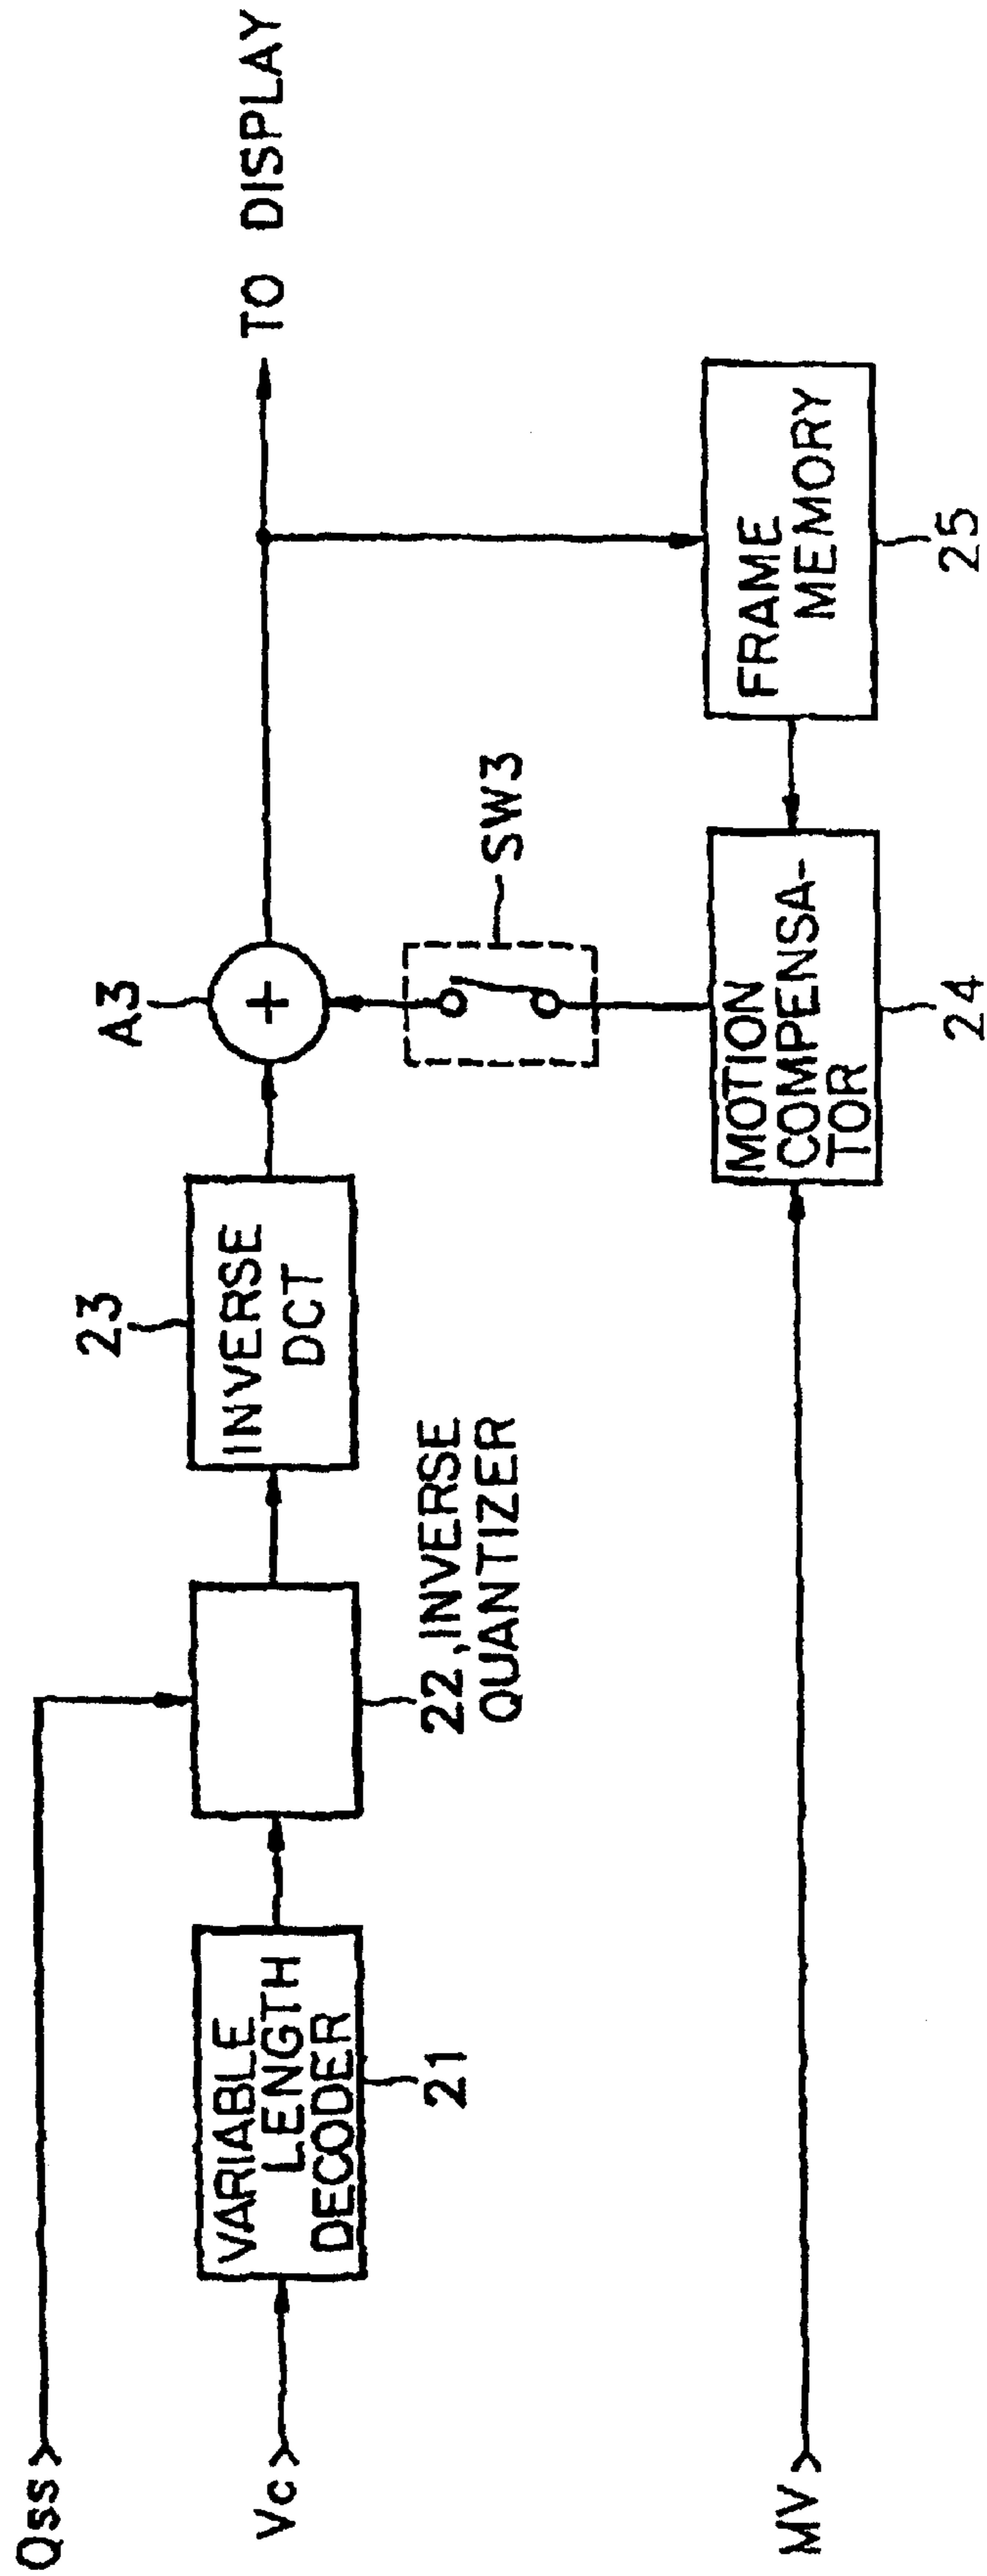 Qss
Vc
VARIABLE
LENGTH
DECODER
21
22, INVERSE
QUANTIZER
23
INVERSE
DCT
A3
TO DISPLAY
SW3
MV
MOTION
COMPENSA-
TOR
24
FRAME
MEMORY
25